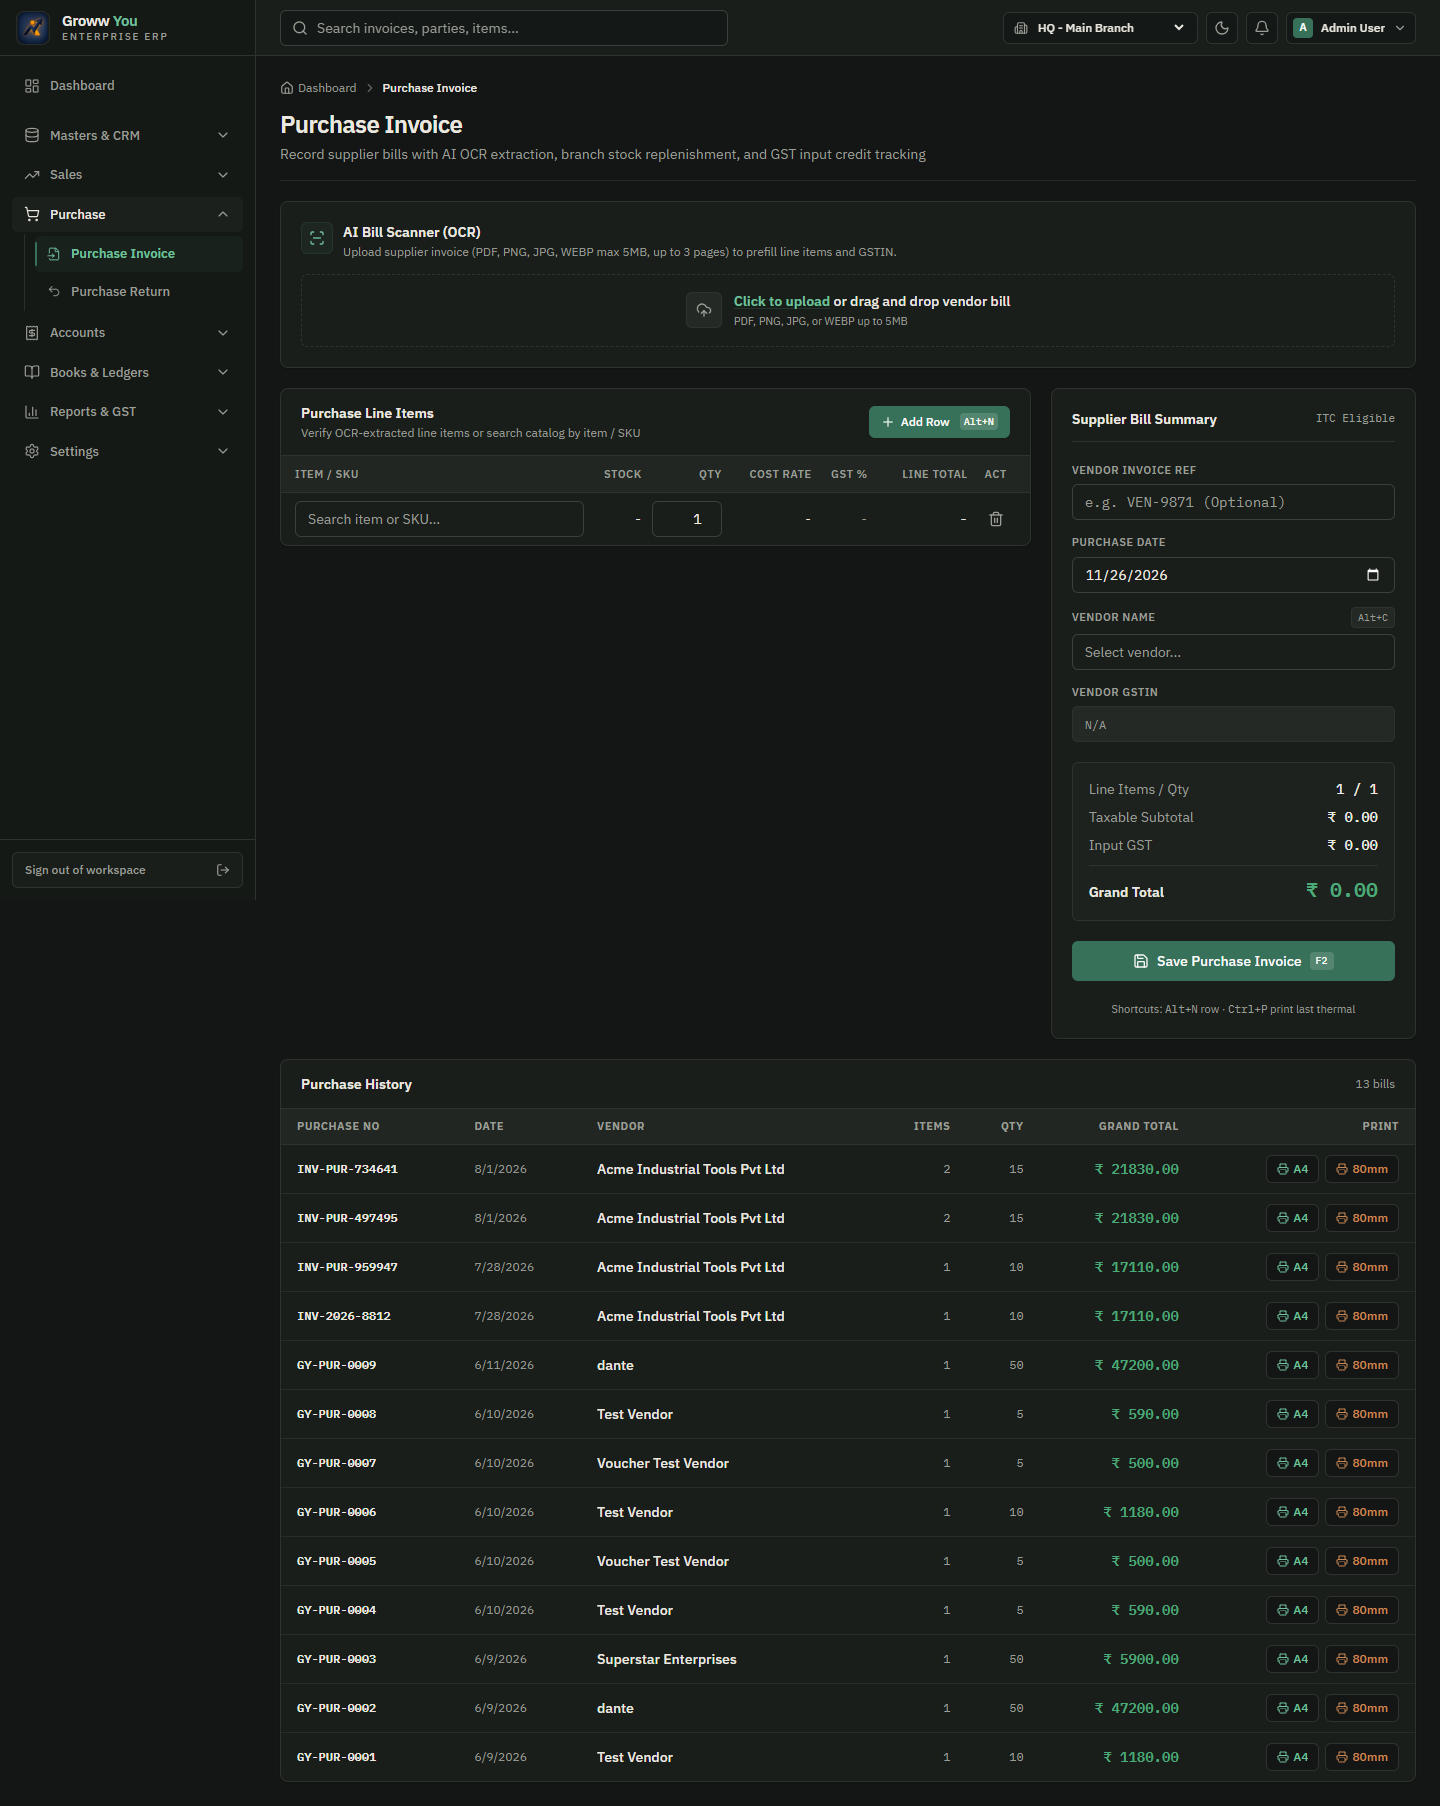 Groww You
ENTERPRISE ERP
Search invoices, parties, items...
HQ - Main Branch
A
Admin User
Dashboard
Masters & CRM
Sales
Purchase
Purchase Invoice
Purchase Return
Accounts
Books & Ledgers
Reports & GST
Settings
Sign out of workspace
Dashboard > Purchase Invoice
Purchase Invoice
Record supplier bills with AI OCR extraction, branch stock replenishment, and GST input credit tracking
AI Bill Scanner (OCR)
Upload supplier invoice (PDF, PNG, JPG, WEBP max 5MB, up to 3 pages) to prefill line items and GSTIN.
Click to upload or drag and drop vendor bill
PDF, PNG, JPG, or WEBP up to 5MB
Purchase Line Items
Verify OCR-extracted line items or search catalog by item / SKU
Add Row Alt+N
ITEM / SKU STOCK QTY COST RATE GST % LINE TOTAL ACT
Search item or SKU... - 1 - - -
Supplier Bill Summary ITC Eligible
VENDOR INVOICE REF
e.g. VEN-9871 (Optional)
PURCHASE DATE
11/26/2026
VENDOR NAME Alt+C
Select vendor...
VENDOR GSTIN
N/A
Line Items / Qty 1 / 1
Taxable Subtotal ₹ 0.00
Input GST ₹ 0.00
Grand Total ₹ 0.00
Save Purchase Invoice F2
Shortcuts: Alt+N row · Ctrl+P print last thermal
Purchase History 13 bills
PURCHASE NO DATE VENDOR ITEMS QTY GRAND TOTAL PRINT
INV-PUR-734641 8/1/2026 Acme Industrial Tools Pvt Ltd 2 15 ₹ 21830.00 A4 80mm
INV-PUR-497495 8/1/2026 Acme Industrial Tools Pvt Ltd 2 15 ₹ 21830.00 A4 80mm
INV-PUR-959947 7/28/2026 Acme Industrial Tools Pvt Ltd 1 10 ₹ 17110.00 A4 80mm
INV-2026-8812 7/28/2026 Acme Industrial Tools Pvt Ltd 1 10 ₹ 17110.00 A4 80mm
GY-PUR-0009 6/11/2026 dante 1 50 ₹ 47200.00 A4 80mm
GY-PUR-0008 6/10/2026 Test Vendor 1 5 ₹ 590.00 A4 80mm
GY-PUR-0007 6/10/2026 Voucher Test Vendor 1 5 ₹ 500.00 A4 80mm
GY-PUR-0006 6/10/2026 Test Vendor 1 10 ₹ 1180.00 A4 80mm
GY-PUR-0005 6/10/2026 Voucher Test Vendor 1 5 ₹ 500.00 A4 80mm
GY-PUR-0004 6/10/2026 Test Vendor 1 5 ₹ 590.00 A4 80mm
GY-PUR-0003 6/9/2026 Superstar Enterprises 1 50 ₹ 5900.00 A4 80mm
GY-PUR-0002 6/9/2026 dante 1 50 ₹ 47200.00 A4 80mm
GY-PUR-0001 6/9/2026 Test Vendor 1 10 ₹ 1180.00 A4 80mm